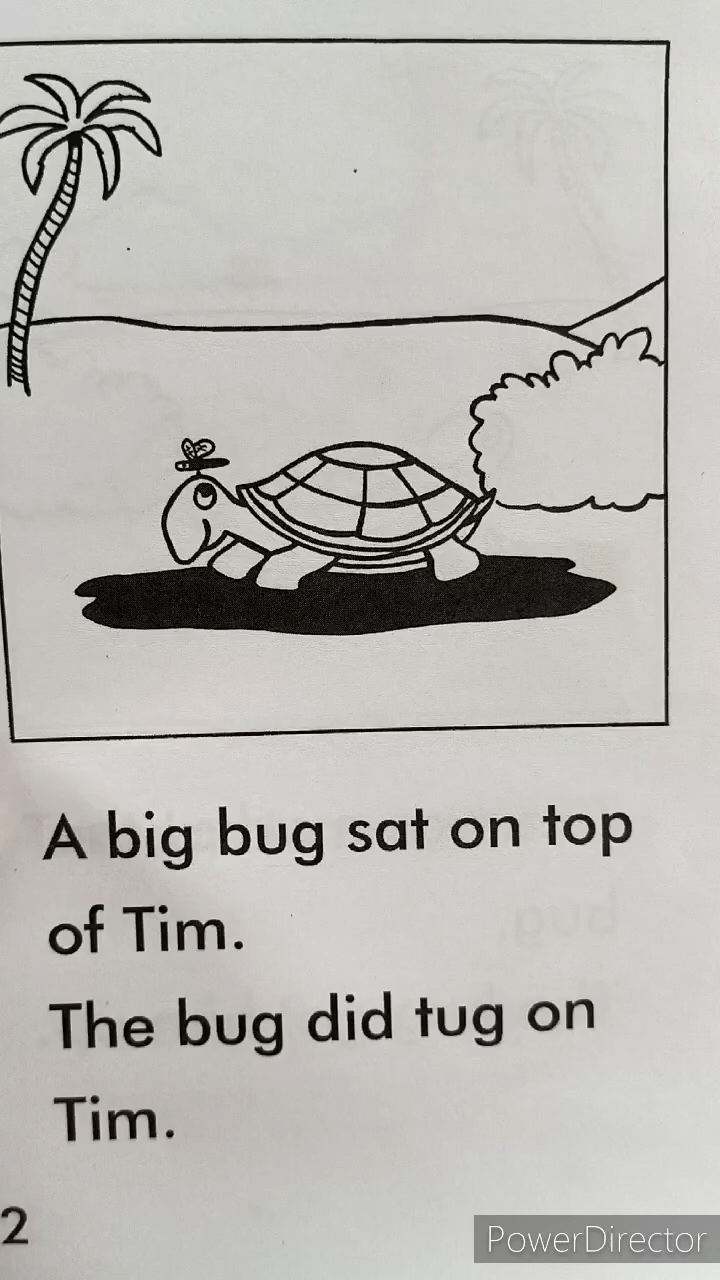 A big bug sat on top
of Tim.
The bug did tug on
Tim.
2
PowerDirector